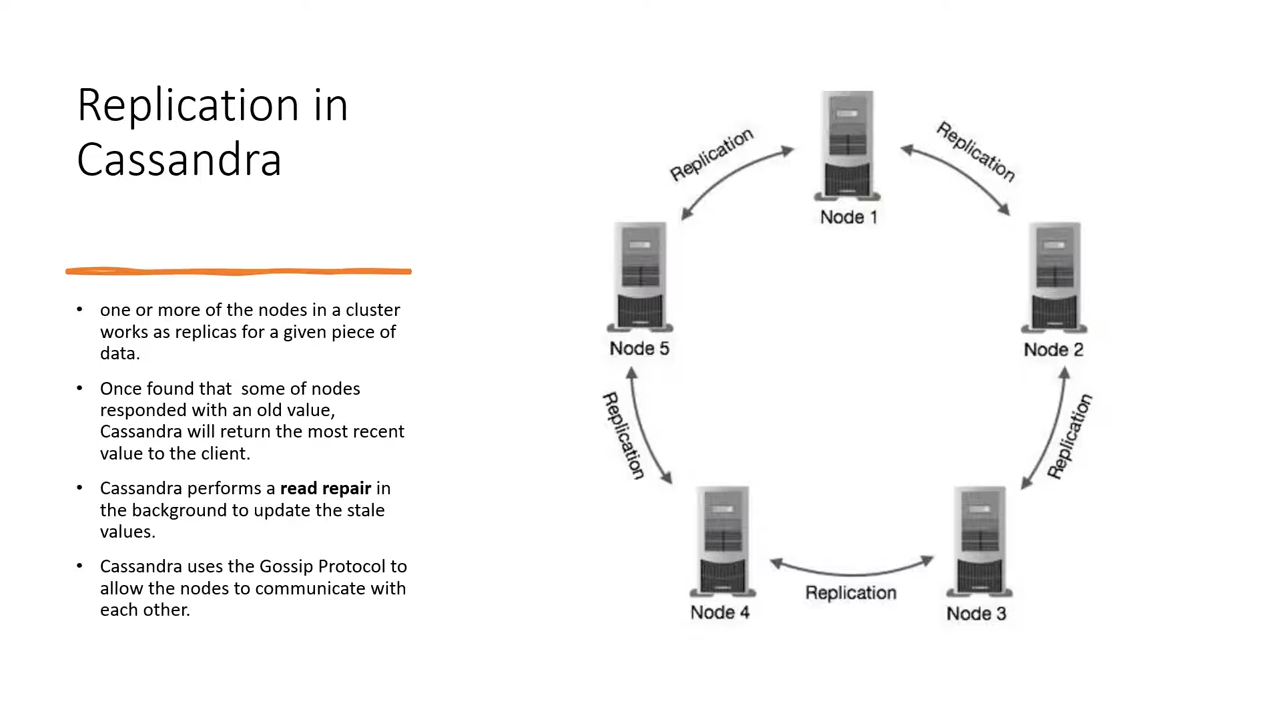 Replication in
Cassandra
• one or more of the nodes in a cluster
works as replicas for a given piece of
data.
• Once found that  some of nodes
responded with an old value,
Cassandra will return the most recent
value to the client.
• Cassandra performs a read repair in
the background to update the stale
values.
• Cassandra uses the Gossip Protocol to
allow the nodes to communicate with
each other.
Replication
Replication
Node 1
Node 5
Node 2
Replication
Replication
Node 4
Replication
Node 3